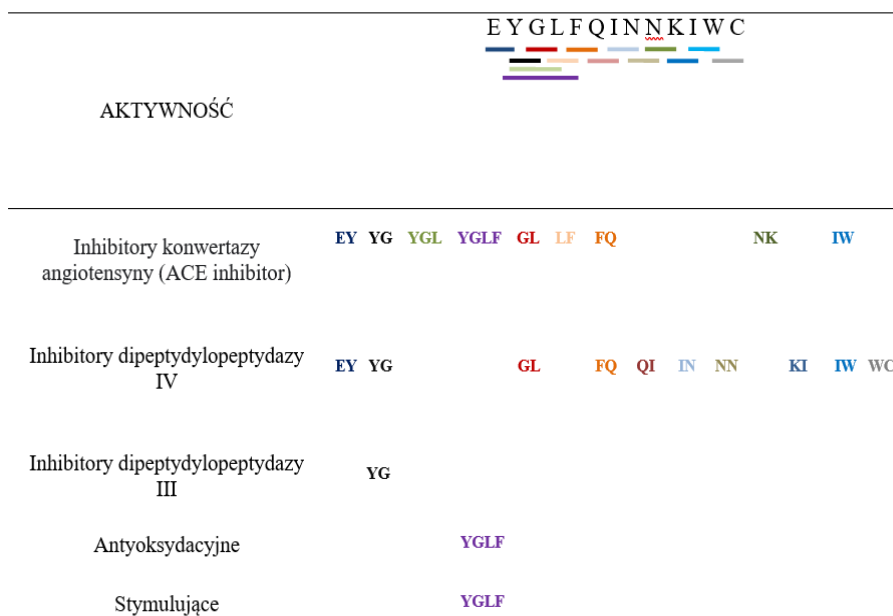 E Y G L F Q I N N K I W C
AKTYWNOŚĆ
Inhibitory konwertazy
angiotensyny (ACE inhibitor)
EY YG YGL YGLF GL LF FQ NK IW
Inhibitory dipeptydylopeptydazy
IV
EY YG GL FQ QI IN NN KI IW WC
Inhibitory dipeptydylopeptydazy
III
YG
Antyoksydacyjne YGLF
Stymulujące YGLF